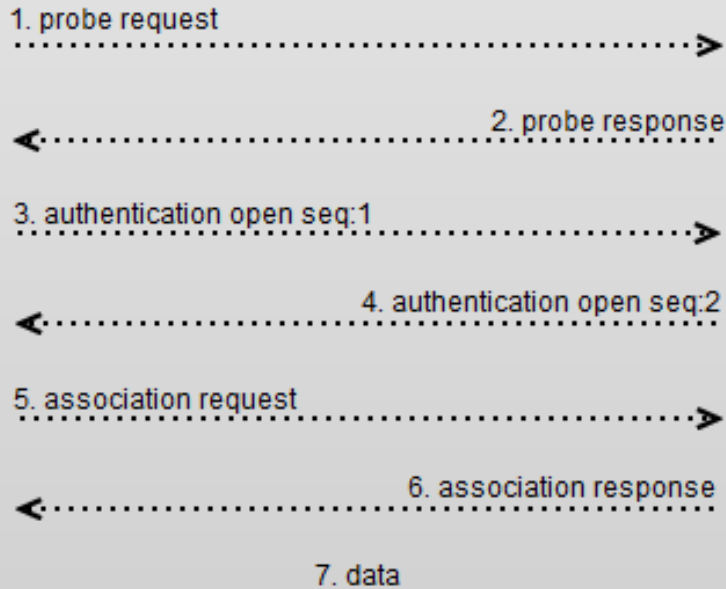 1. probe request
2. probe response
3. authentication open seq:1
4. authentication open seq:2
5. association request
6. association response
7. data